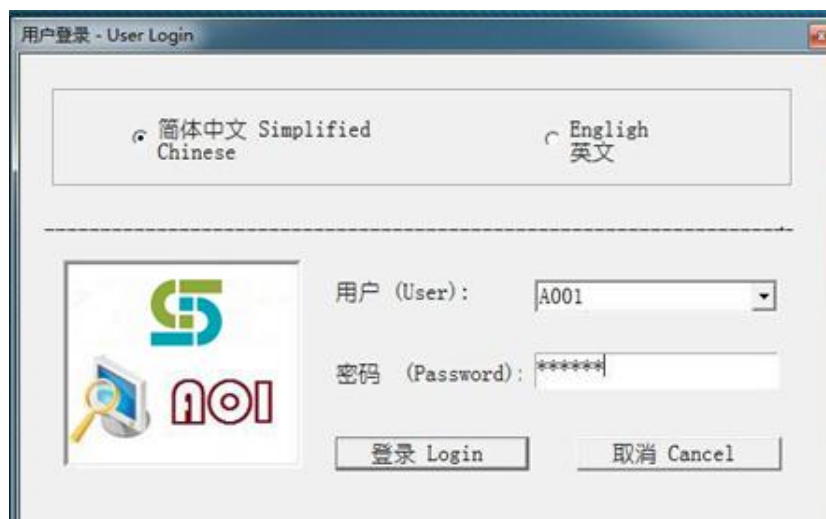 用户登录 - User Login
简体中文 Simplified
Chinese
Engligh
英文
用户 (User):
A001
密码 (Password):
******
AOI
登录 Login
取消 Cancel